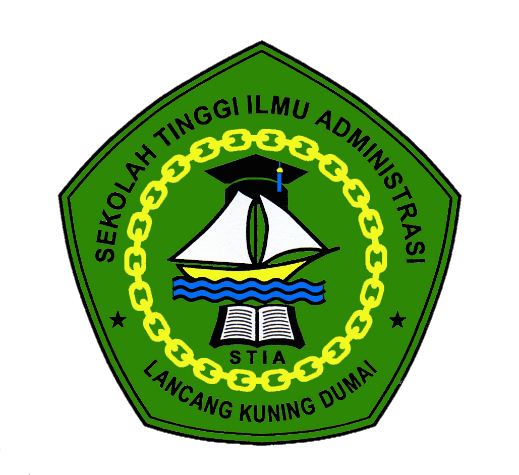 SEKOLAH TINGGI ILMU ADMINISTRASI
STIA
LANCANG KUNING DUMAI